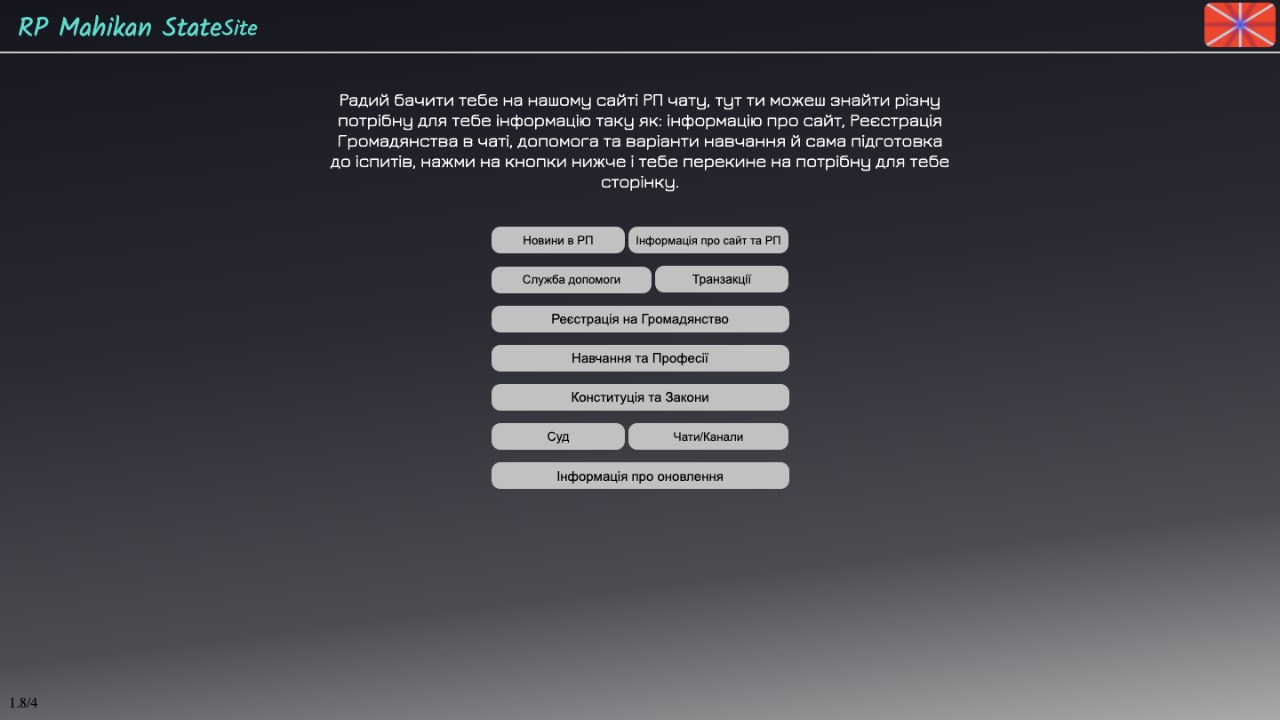 RP Mahikan StateSite
Радий бачити тебе на нашому сайті РП чату, тут ти можеш знайти різну
потрібну для тебе інформацію таку як: інформацію про сайт, Реєстрація
Громадянства в чаті, допомога та варіанти навчання й сама підготовка
до іспитів, нажми на кнопки нижче і тебе перекине на потрібну для тебе
сторінку.
Новини в РП Інформація про сайт та РП
Служба допомоги Транзакції
Реєстрація на Громадянство
Навчання та Професії
Конституція та Закони
Суд Чати/Канали
Інформація про оновлення
1.8/4